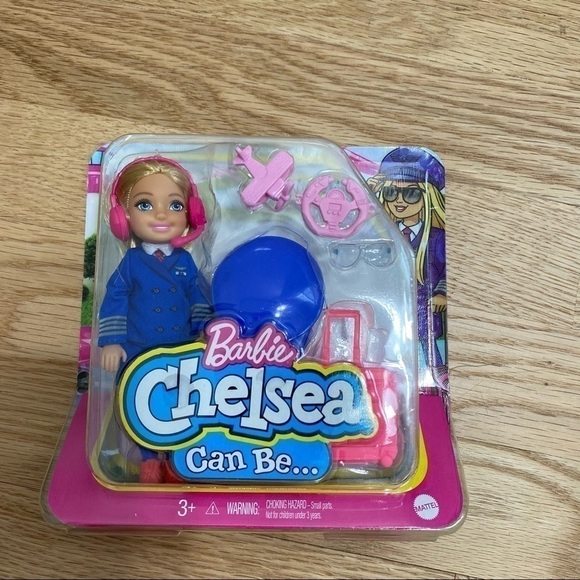 Barbie
Chelsea
Can Be...
3+ WARNING: CHOKING HAZARD - Small parts.
Not for children under 3 years.
MATTEL